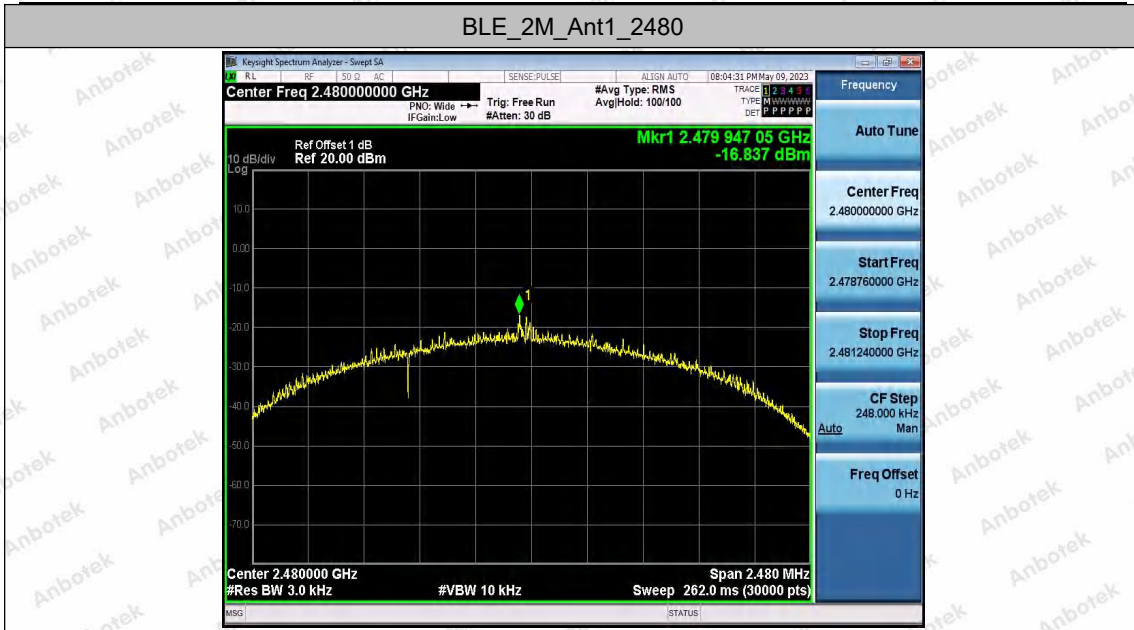 BLE_2M_Ant1_2480
Keysight Spectrum Analyzer - Swept SA
LXI RL RF 50 Ω AC SENSE:PULSE ALIGN AUTO 08:04:31 PM May 09, 2023
Center Freq 2.480000000 GHz
PNO: Wide
IFGain:Low
Trig: Free Run
#Atten: 30 dB
#Avg Type: RMS
Avg|Hold: 100/100
TRACE 1 2 3 4 5 6
TYPE M W W W W W
DET P P P P P P
Ref Offset 1 dB
Ref 20.00 dBm
10 dB/div
Log
Mkr1 2.479 947 05 GHz
-16.837 dBm
10.0
0.00
-10.0
-20.0
-30.0
-40.0
-50.0
-60.0
-70.0
1
Center 2.480000 GHz
#Res BW 3.0 kHz
#VBW 10 kHz
Span 2.480 MHz
Sweep 262.0 ms (30000 pts)
MSG
STATUS
Frequency
Auto Tune
Center Freq
2.480000000 GHz
Start Freq
2.478760000 GHz
Stop Freq
2.481240000 GHz
CF Step
248.000 kHz
Auto Man
Freq Offset
0 Hz
Anbotek